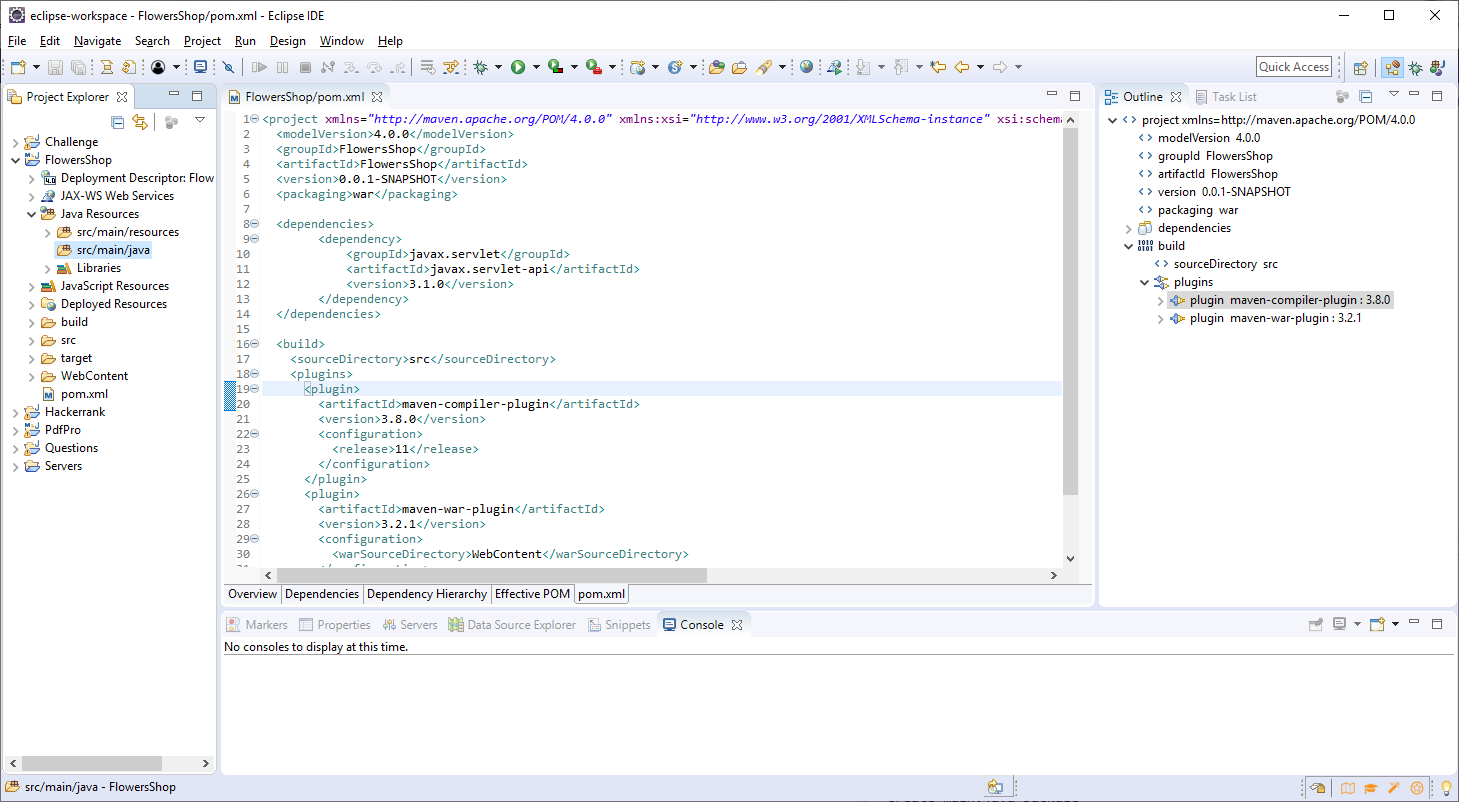 eclipse-workspace - FlowersShop/pom.xml - Eclipse IDE
File Edit Navigate Search Project Run Design Window Help
Quick Access
Project Explorer
Challenge
FlowersShop
Deployment Descriptor: Flow
JAX-WS Web Services
Java Resources
src/main/resources
src/main/java
Libraries
JavaScript Resources
Deployed Resources
build
src
target
WebContent
pom.xml
Hackerrank
PdfPro
Questions
Servers
FlowersShop/pom.xml
1 <project xmlns="http://maven.apache.org/POM/4.0.0" xmlns:xsi="http://www.w3.org/2001/XMLSchema-instance" xsi:schema
2 <modelVersion>4.0.0</modelVersion>
3 <groupId>FlowersShop</groupId>
4 <artifactId>FlowersShop</artifactId>
5 <version>0.0.1-SNAPSHOT</version>
6 <packaging>war</packaging>
7
8 <dependencies>
9 <dependency>
10 <groupId>javax.servlet</groupId>
11 <artifactId>javax.servlet-api</artifactId>
12 <version>3.1.0</version>
13 </dependency>
14 </dependencies>
15
16 <build>
17 <sourceDirectory>src</sourceDirectory>
18 <plugins>
19 <plugin>
20 <artifactId>maven-compiler-plugin</artifactId>
21 <version>3.8.0</version>
22 <configuration>
23 <release>11</release>
24 </configuration>
25 </plugin>
26 <plugin>
27 <artifactId>maven-war-plugin</artifactId>
28 <version>3.2.1</version>
29 <configuration>
30 <warSourceDirectory>WebContent</warSourceDirectory>
Overview Dependencies Dependency Hierarchy Effective POM pom.xml
Outline Task List
project xmlns=http://maven.apache.org/POM/4.0.0
modelVersion 4.0.0
groupId FlowersShop
artifactId FlowersShop
version 0.0.1-SNAPSHOT
packaging war
dependencies
build
sourceDirectory src
plugins
plugin maven-compiler-plugin : 3.8.0
plugin maven-war-plugin : 3.2.1
Markers Properties Servers Data Source Explorer Snippets Console
No consoles to display at this time.
src/main/java - FlowersShop